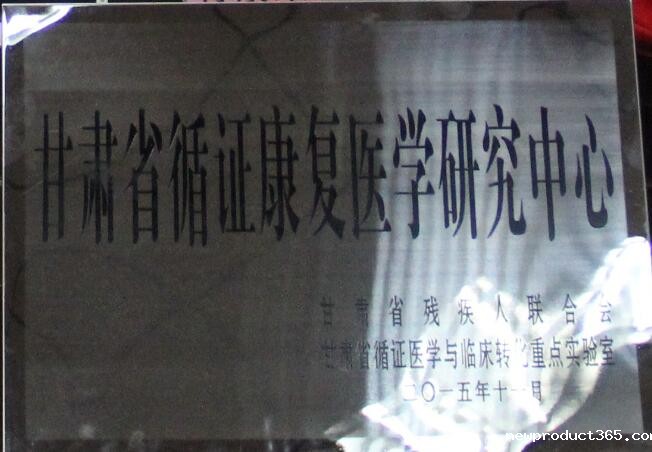 甘肃省循证康复医学研究中心
甘肃省残疾人联合会
甘肃省循证医学与临床转化重点实验室
二〇一五年十一月
newproduct365.com